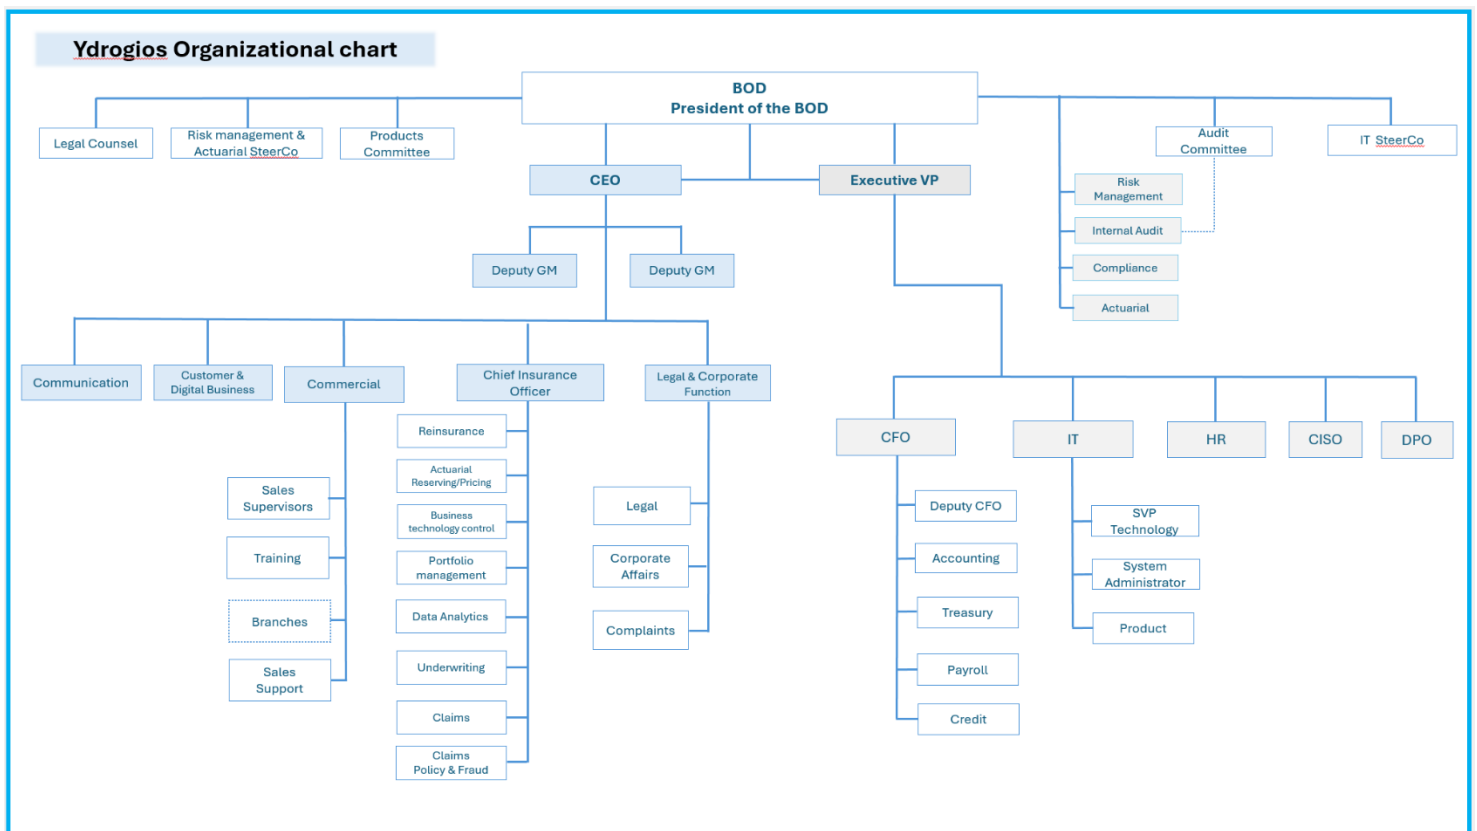 Ydrogios Organizational chart
BOD
President of the BOD
Legal Counsel
Risk management &
Actuarial SteerCo
Products
Committee
Audit
Committee
IT SteerCo
CEO
Executive VP
Risk
Management
Internal Audit
Compliance
Actuarial
Deputy GM
Deputy GM
Communication
Customer &
Digital Business
Commercial
Chief Insurance
Officer
Legal & Corporate
Function
Sales
Supervisors
Training
Branches
Sales
Support
Reinsurance
Actuarial
Reserving/Pricing
Business
technology control
Portfolio
management
Data Analytics
Underwriting
Claims
Claims
Policy & Fraud
Legal
Corporate
Affairs
Complaints
CFO
IT
HR
CISO
DPO
Deputy CFO
Accounting
Treasury
Payroll
Credit
SVP
Technology
System
Administrator
Product